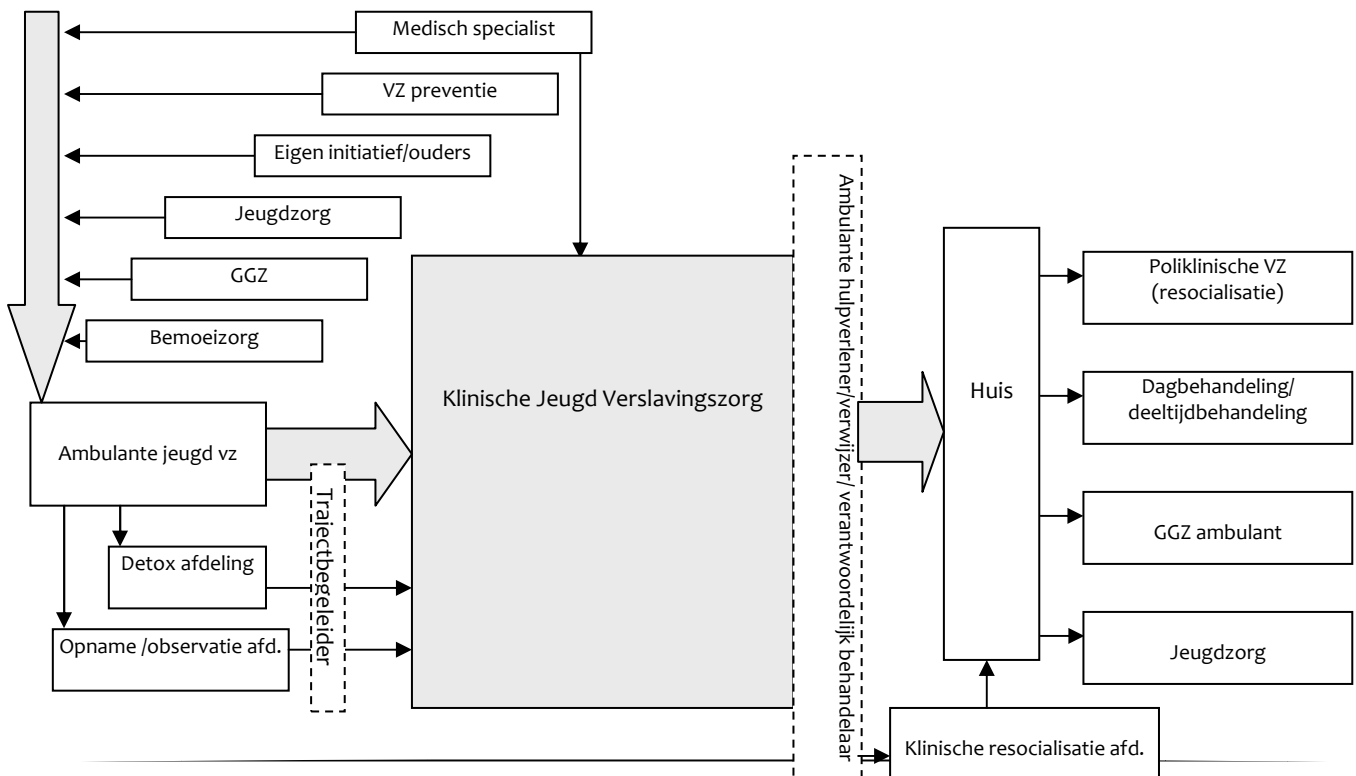 Medisch specialist
VZ preventie
Eigen initiatief/ouders
Jeugdzorg
GGZ
Bemoeizorg
Ambulante jeugd vz
Detox afdeling
Opname /observatie afd.
Trajectbegeleider
Klinische Jeugd Verslavingszorg
Ambulante hulpverlener/verwijzer/ verantwoordelijk behandelaar
Huis
Poliklinische VZ
(resocialisatie)
Dagbehandeling/
deeltijdbehandeling
GGZ ambulant
Jeugdzorg
Klinische resocialisatie afd.